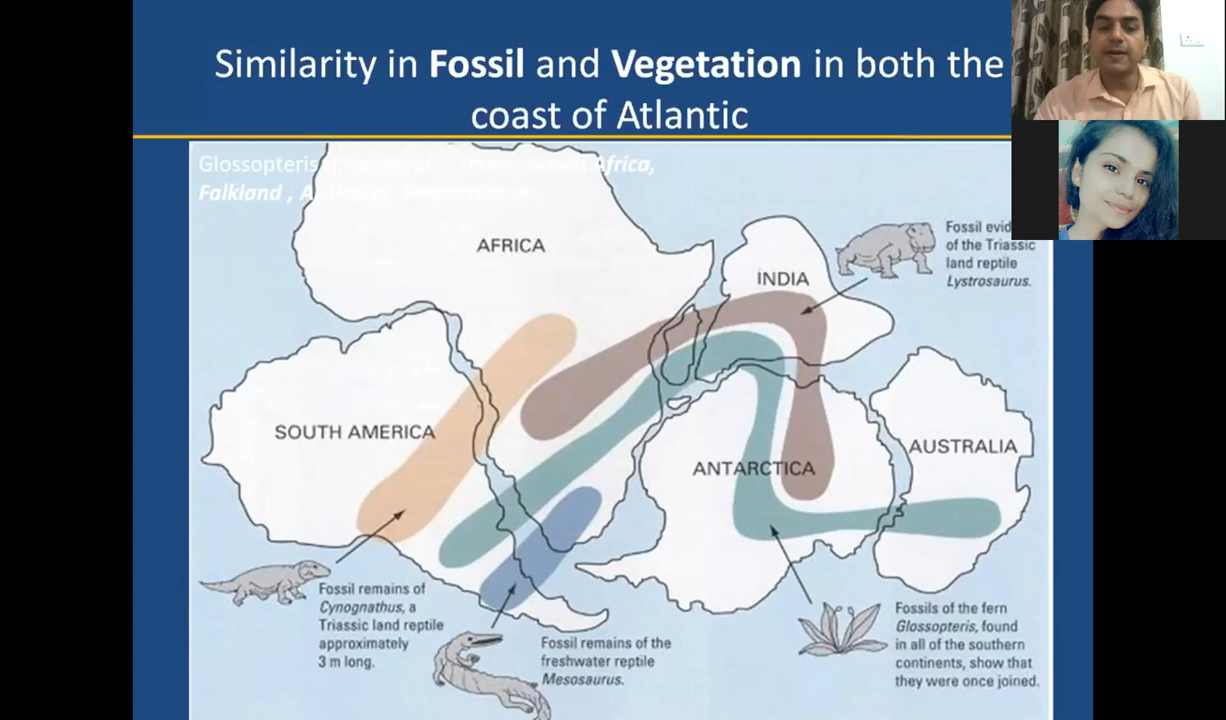 Similarity in Fossil and Vegetation in both the
coast of Atlantic
Glossopteris Africa,
Falkland ,
AFRICA
INDIA
Fossil
of the Triassic
land reptile
Lystrosaurus.
SOUTH AMERICA
ANTARCTICA
AUSTRALIA
Fossil remains of
Cynognathus, a
Triassic land reptile
approximately
3 m long.
Fossil remains of the
freshwater reptile
Mesosaurus.
Fossils of the fern
Glossopteris, found
in all of the southern
continents, show that
they were once joined.